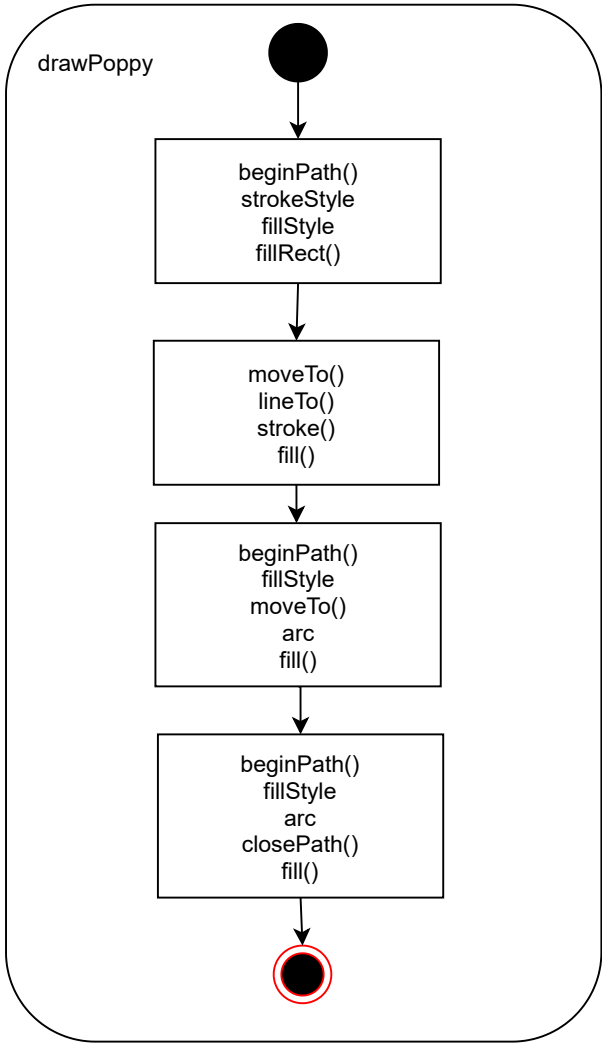 drawPoppy
beginPath()
strokeStyle
fillStyle
fillRect()
moveTo()
lineTo()
stroke()
fill()
beginPath()
fillStyle
moveTo()
arc
fill()
beginPath()
fillStyle
arc
closePath()
fill()